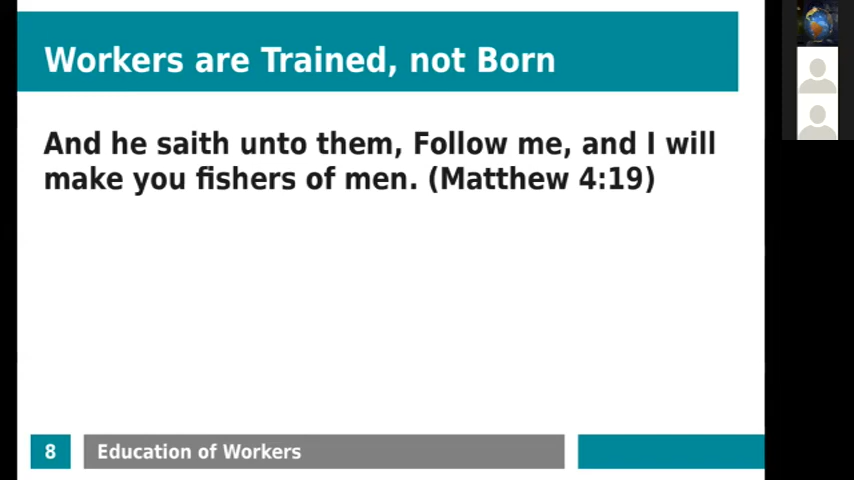 Workers are Trained, not Born
And he saith unto them, Follow me, and I will
make you fishers of men. (Matthew 4:19)
8
Education of Workers